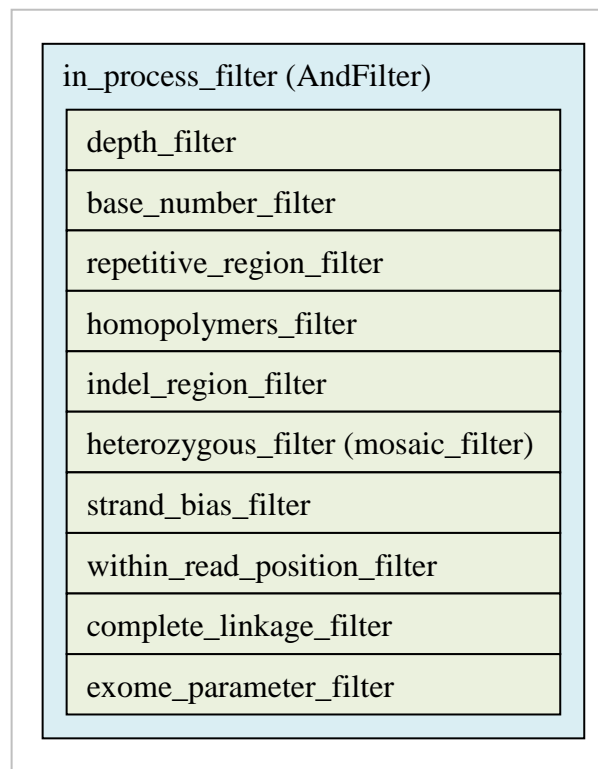 in_process_filter (AndFilter)
depth_filter
base_number_filter
repetitive_region_filter
homopolymers_filter
indel_region_filter
heterozygous_filter (mosaic_filter)
strand_bias_filter
within_read_position_filter
complete_linkage_filter
exome_parameter_filter